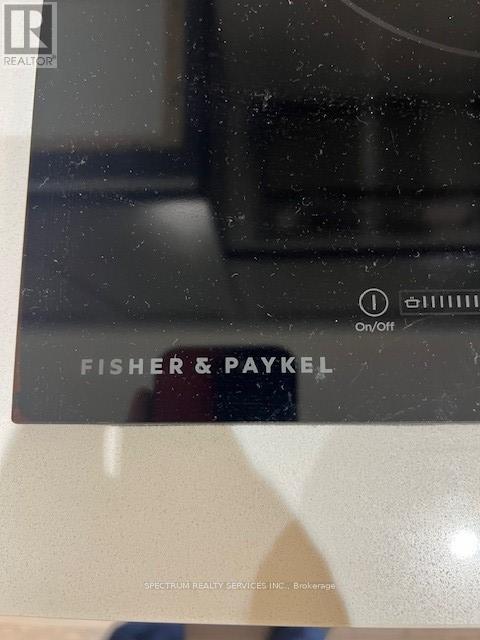 REALTOR®
On/Off
FISHER & PAYKEL
SPECTRUM REALTY SERVICES INC., Brokerage